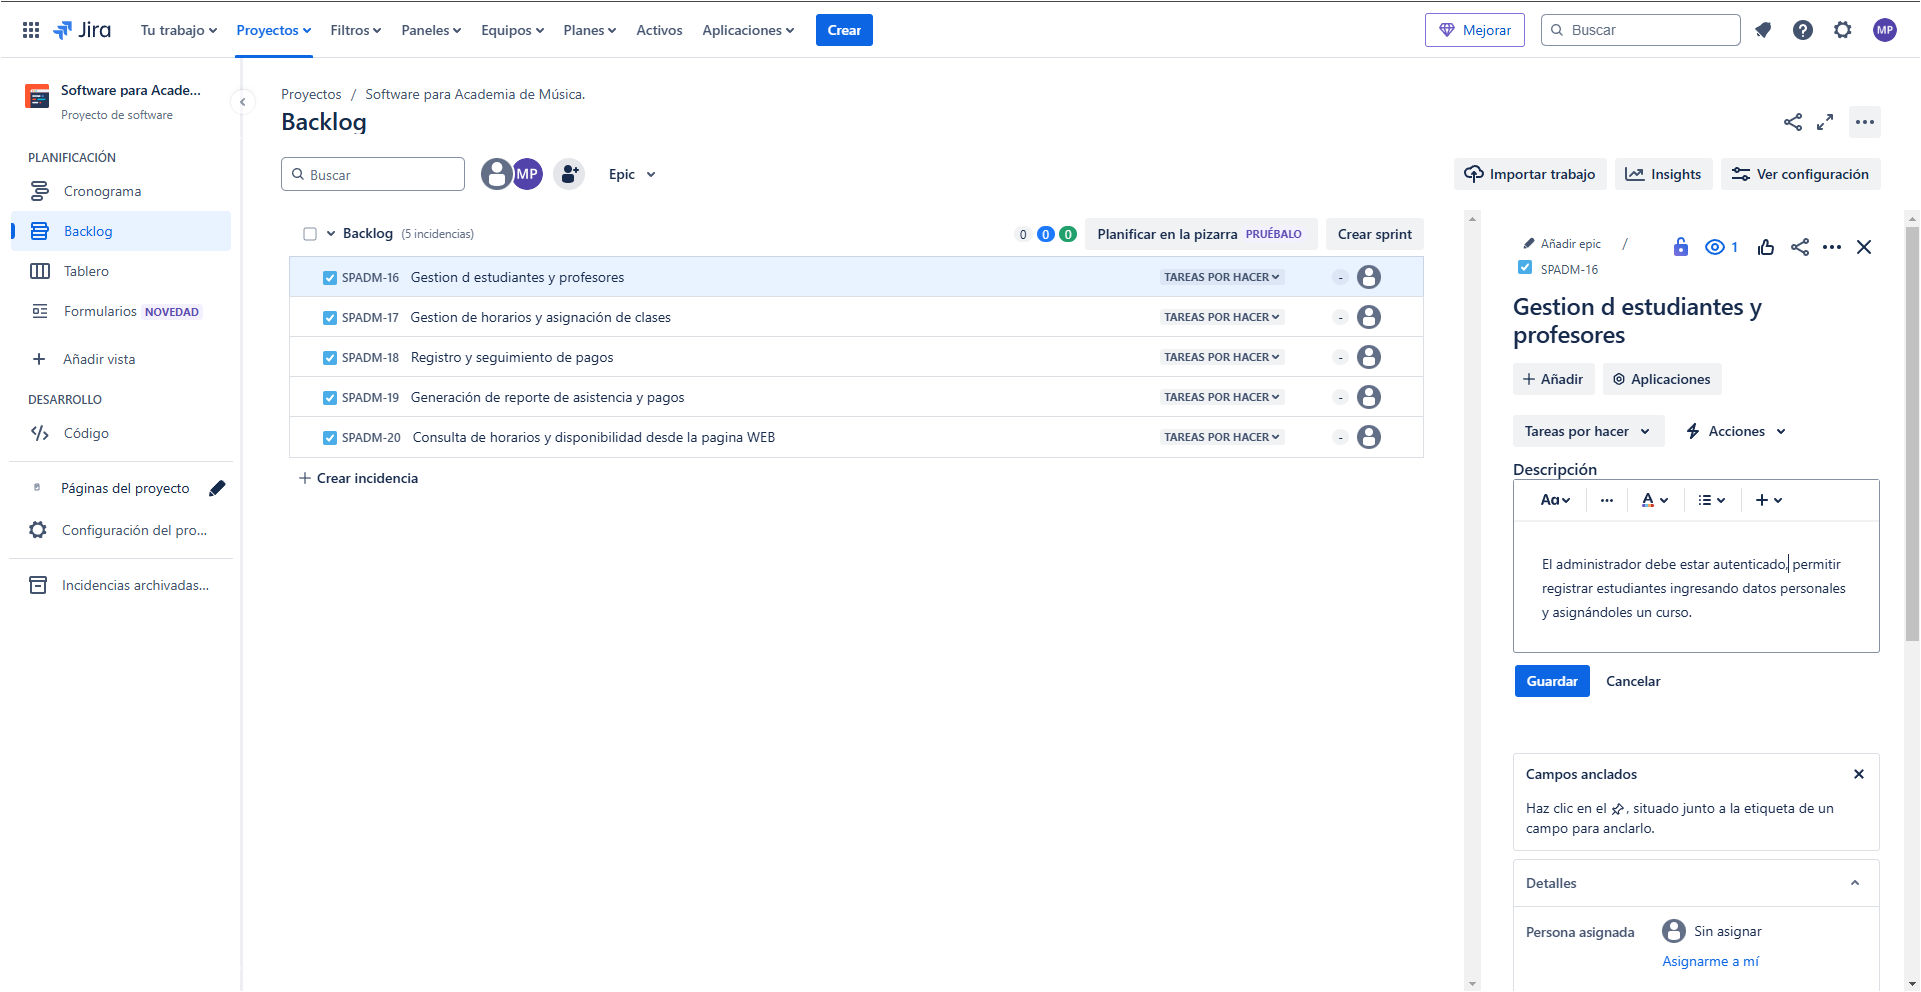 Jira
Tu trabajo
Proyectos
Filtros
Paneles
Equipos
Planes
Activos
Aplicaciones
Crear
Mejorar
Buscar
MP
Software para Acade...
Proyecto de software
PLANIFICACIÓN
Cronograma
Backlog
Tablero
Formularios NOVEDAD
Añadir vista
DESARROLLO
Código
Páginas del proyecto
Configuración del pro...
Incidencias archivadas...
Proyectos / Software para Academia de Música.
Backlog
Buscar
MP
Epic
Importar trabajo
Insights
Ver configuración
Backlog (5 incidencias)
0 0 0
Planificar en la pizarra PRUÉBALO
Crear sprint
SPADM-16 Gestion d estudiantes y profesores TAREAS POR HACER -
SPADM-17 Gestion de horarios y asignación de clases TAREAS POR HACER -
SPADM-18 Registro y seguimiento de pagos TAREAS POR HACER -
SPADM-19 Generación de reporte de asistencia y pagos TAREAS POR HACER -
SPADM-20 Consulta de horarios y disponibilidad desde la pagina WEB TAREAS POR HACER -
Crear incidencia
Añadir epic /
SPADM-16
1
Gestion d estudiantes y
profesores
Añadir
Aplicaciones
Tareas por hacer
Acciones
Descripción
Aa
A
El administrador debe estar autenticado, permitir
registrar estudiantes ingresando datos personales
y asignándoles un curso.
Guardar
Cancelar
Campos anclados
Haz clic en el , situado junto a la etiqueta de un
campo para anclarlo.
Detalles
Persona asignada
Sin asignar
Asignarme a mí